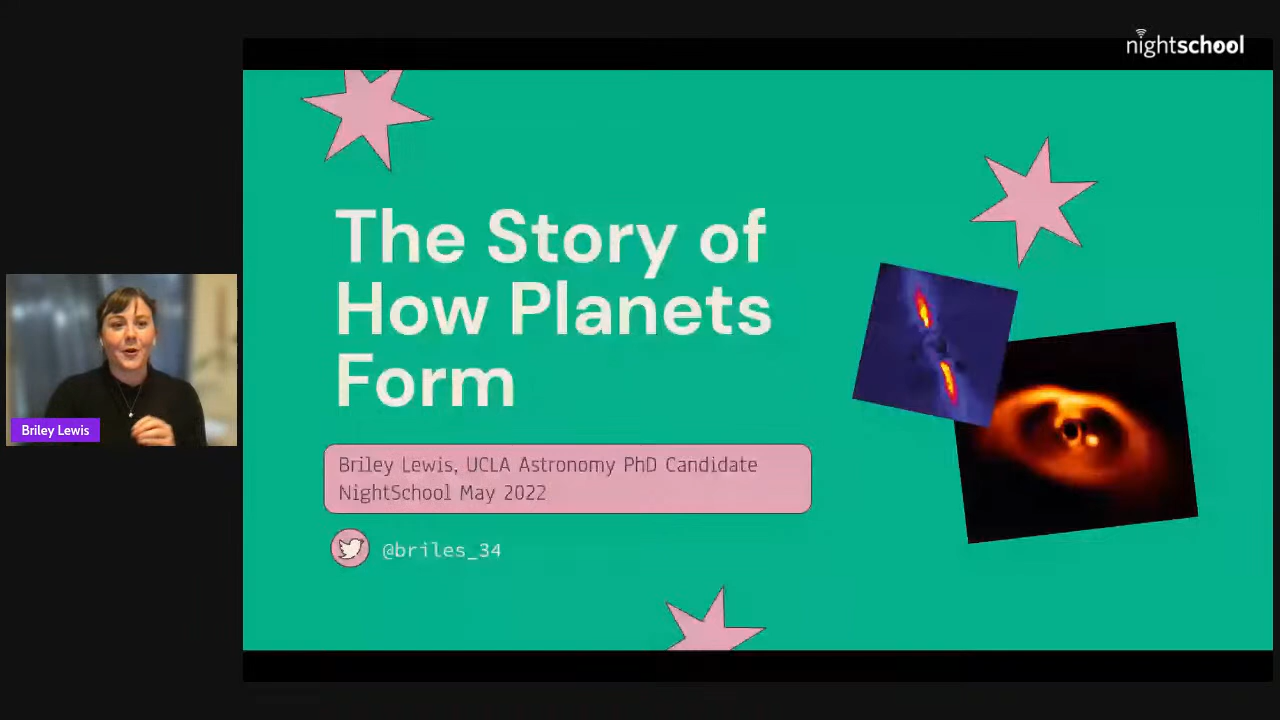 nightschool
The Story of
How Planets
Form
Briley Lewis, UCLA Astronomy PhD Candidate
NightSchool May 2022
@briles_34
Briley Lewis